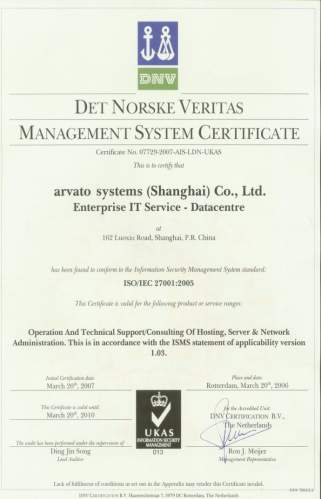 DNV
DET NORSKE VERITAS
MANAGEMENT SYSTEM CERTIFICATE
Certificate No. 07729-2007-AIS-LDN-UKAS
This is to certify that
arvato systems (Shanghai) Co., Ltd.
Enterprise IT Service - Datacentre
at
102 Luoxin Road, Shanghai, P.R. China
has been found to conform to the Information Security Management System standard:
ISO/IEC 27001:2005
This Certificate is valid for the following product or service ranges:
Operation And Technical Support/Consulting Of Hosting, Server & Network
Administration. This is in accordance with the ISMS statement of applicability version
1.03.
Initial Certification date:
March 20th, 2007
Place and date:
Rotterdam, March 20th, 2006
This Certificate is valid until:
March 20th, 2010
for the Accredited Unit:
DNV CERTIFICATION B.V.,
The Netherlands
UKAS
INFORMATION SECURITY
MANAGEMENT
013
The audit has been performed under the supervision of
Ding Jin Song
Lead Auditor
Ron J. Meijer
Management Representative
Lack of fulfilment of conditions as set out in the Appendix may render this Certificate invalid.